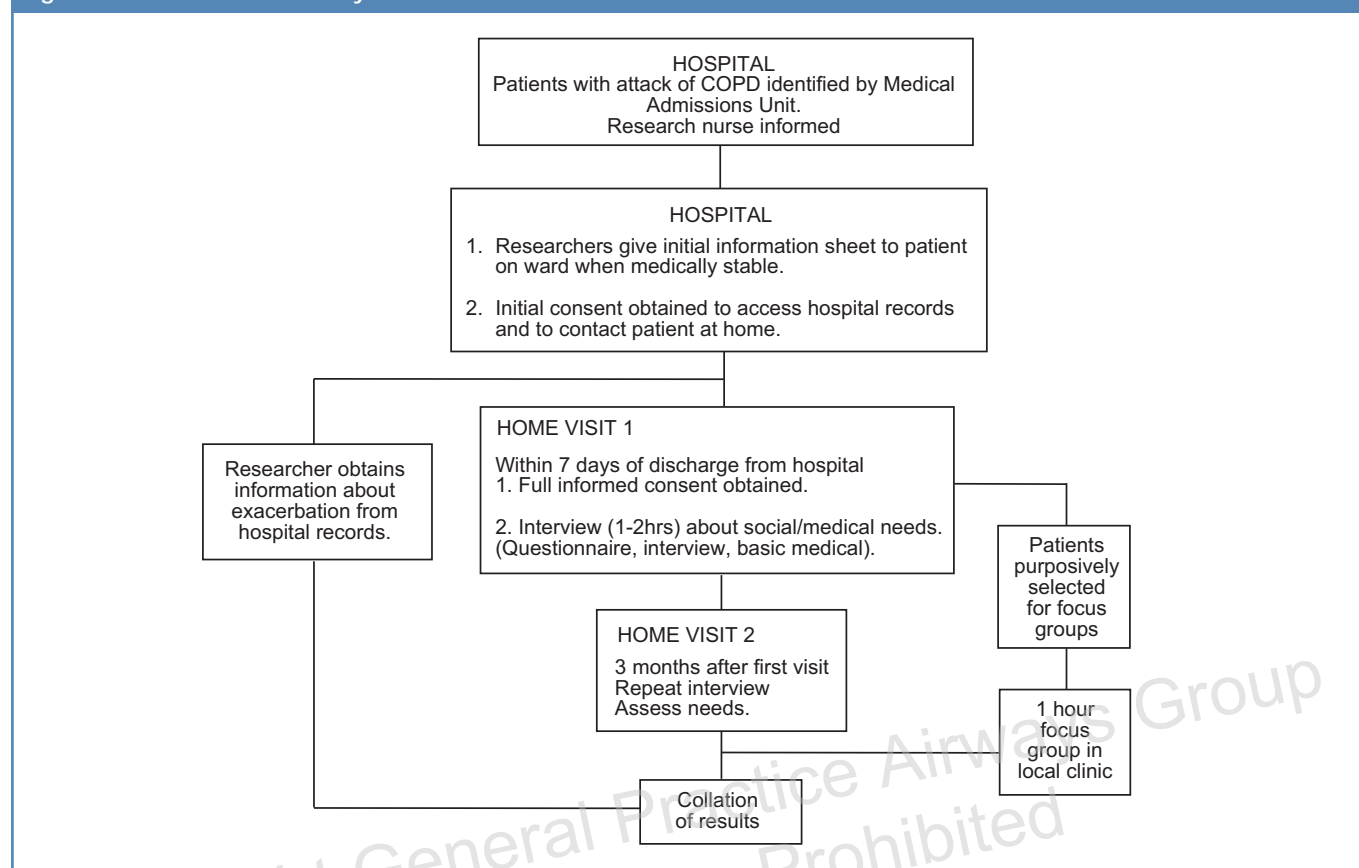 HOSPITAL
Patients with attack of COPD identified by Medical
Admissions Unit.
Research nurse informed
HOSPITAL
1. Researchers give initial information sheet to patient
on ward when medically stable.
2. Initial consent obtained to access hospital records
and to contact patient at home.
Researcher obtains
information about
exacerbation from
hospital records.
HOME VISIT 1
Within 7 days of discharge from hospital
1. Full informed consent obtained.
2. Interview (1-2hrs) about social/medical needs.
(Questionnaire, interview, basic medical).
Patients
purposively
selected
for focus
groups
HOME VISIT 2
3 months after first visit
Repeat interview
Assess needs.
1 hour
focus
group in
local clinic
Collation
of results
General Practice Airways Group
Prohibited